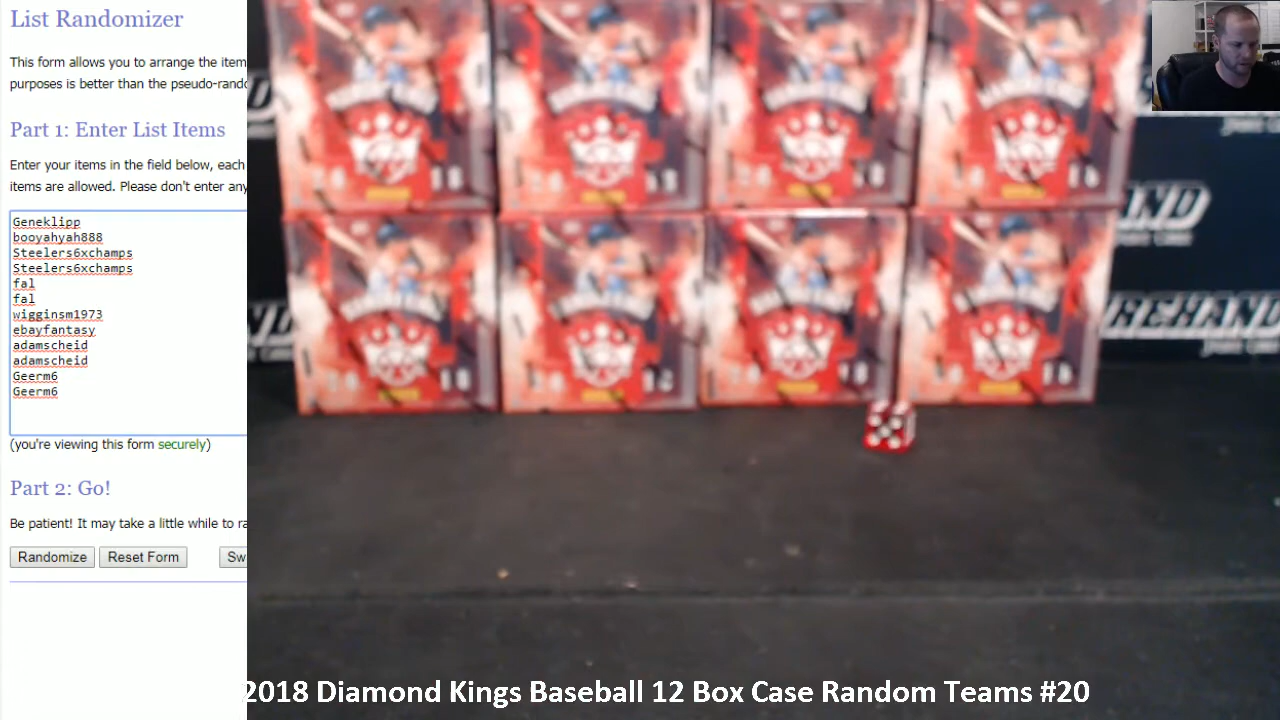 List Randomizer
This form allows you to arrange the item
purposes is better than the pseudo-rando
Part 1: Enter List Items
Enter your items in the field below, each
items are allowed. Please don't enter any
Geneklipp
booyahyah888
Steelers6xchamps
Steelers6xchamps
fal
fal
wigginsm1973
ebayfantasy
adamscheid
adamscheid
Geerm6
Geerm6
(you're viewing this form securely)
Part 2: Go!
Be patient! It may take a little while to ra
Randomize Reset Form Sw
2018 Diamond Kings Baseball 12 Box Case Random Teams #20